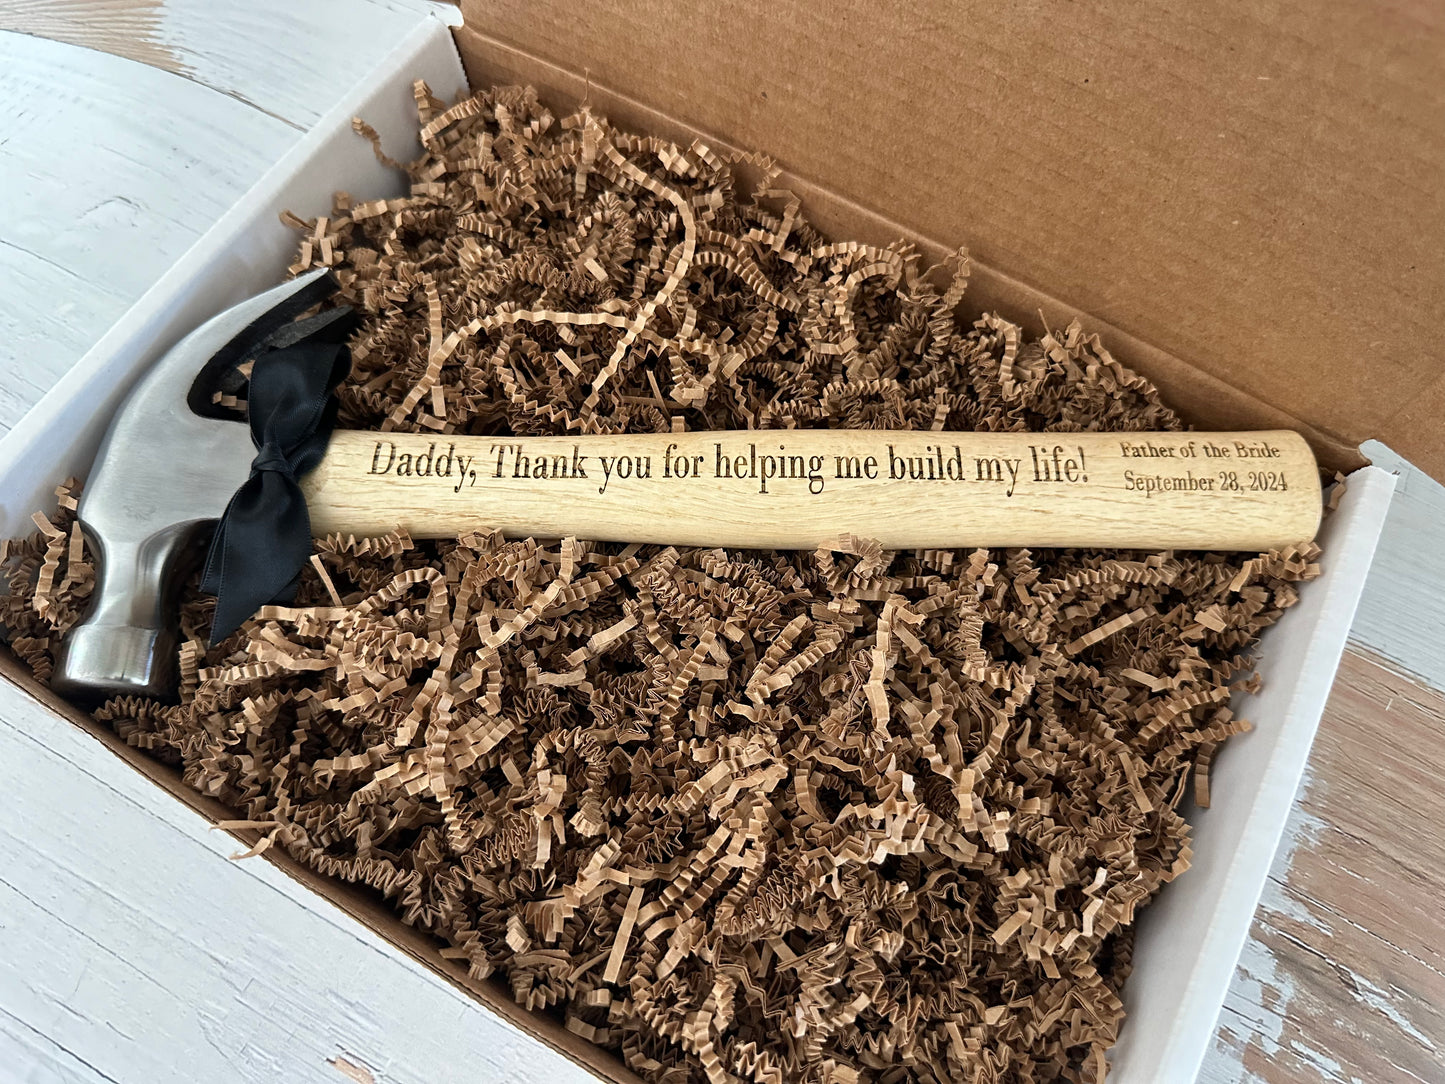 Daddy, Thank you for helping me build my life!
Father of the Bride
September 28, 2024